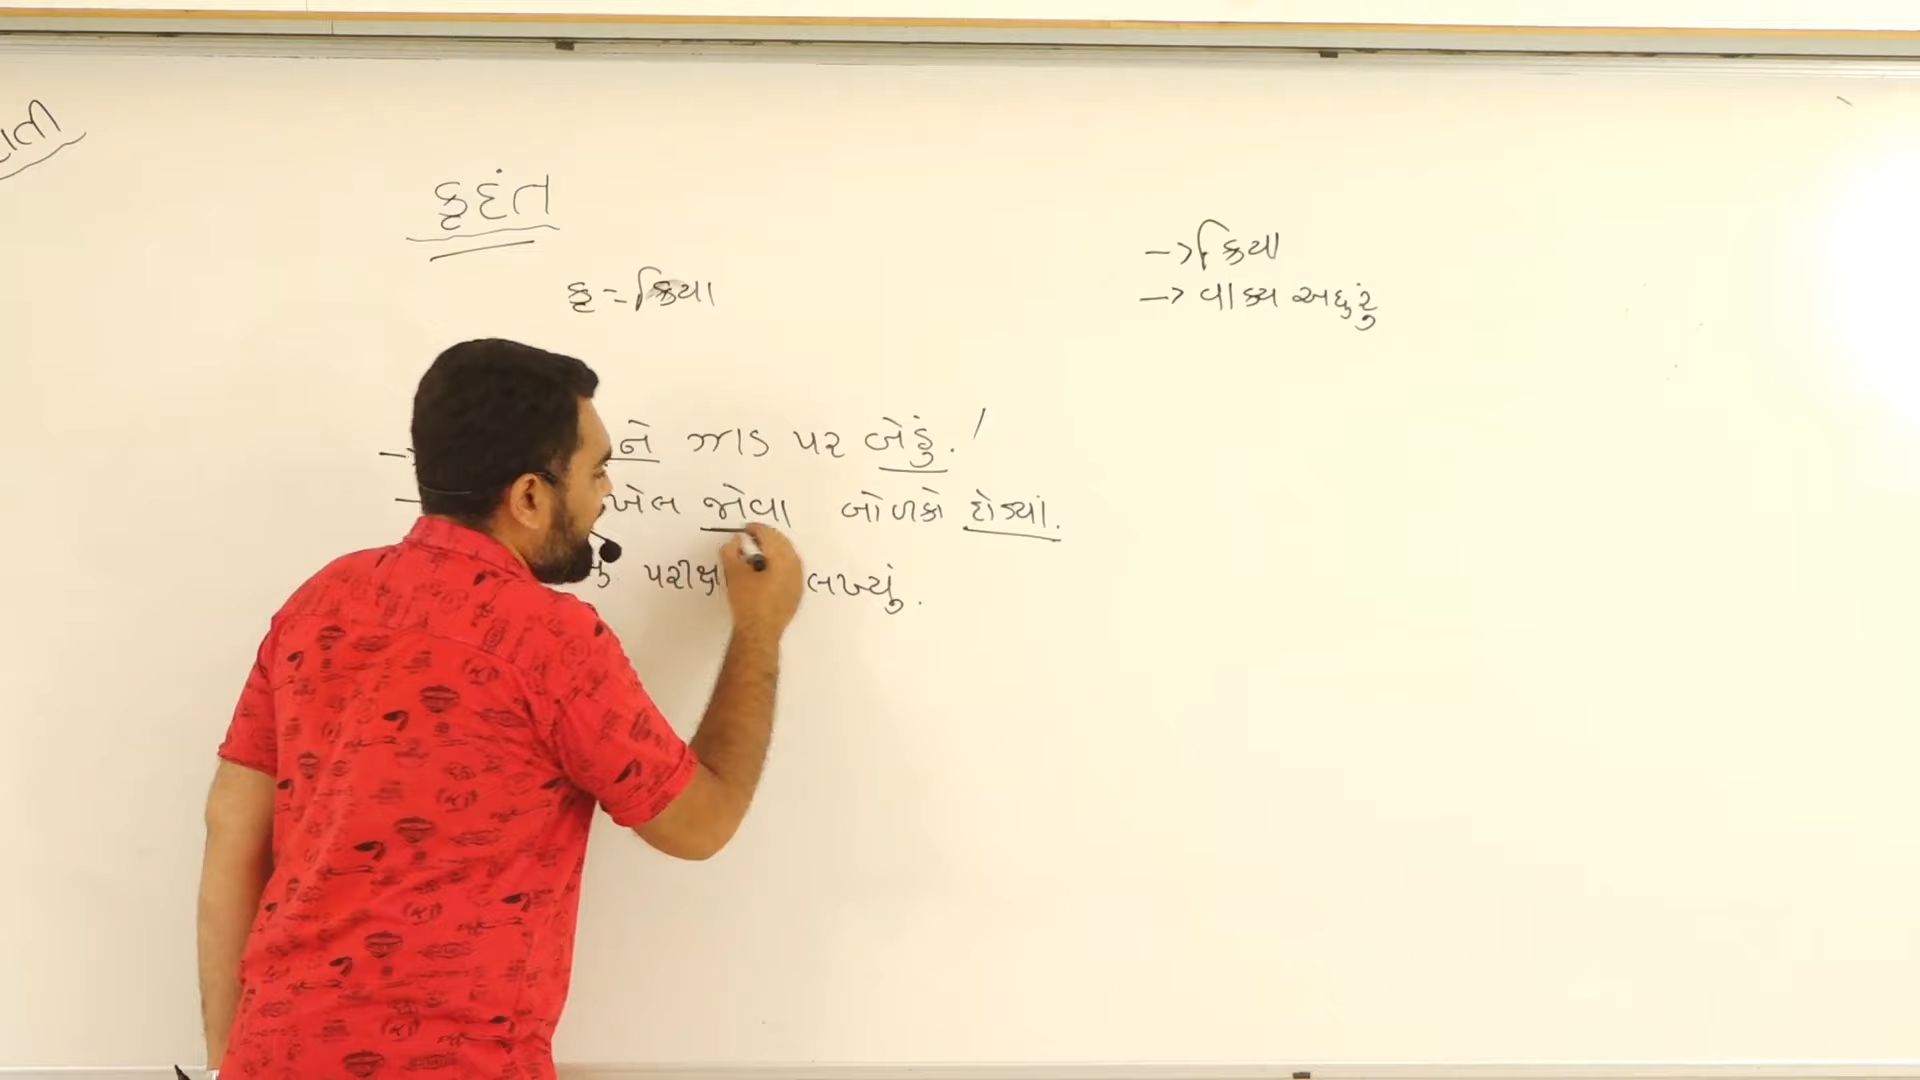 કૃદંત
કૃ = ક્રિયા
→ ક્રિયા
→ વાક્ય અધુરું
ને ઝાડ પર બેઠું.
ખેલ જોવા બાળકો દોડ્યાં.
પરીક્ષા લખ્યું.